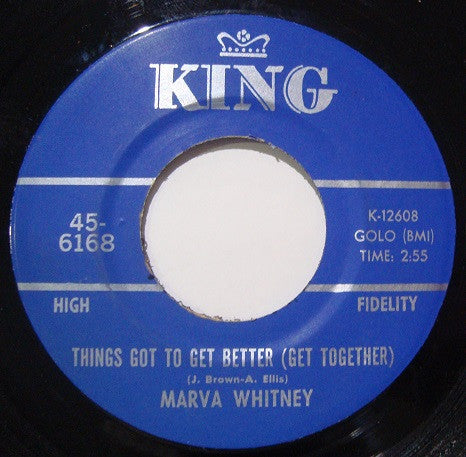 KING
45-
6168
K-12608
GOLO (BMI)
TIME: 2:55
HIGH
FIDELITY
THINGS GOT TO GET BETTER (GET TOGETHER)
(J. Brown-A. Ellis)
MARVA WHITNEY